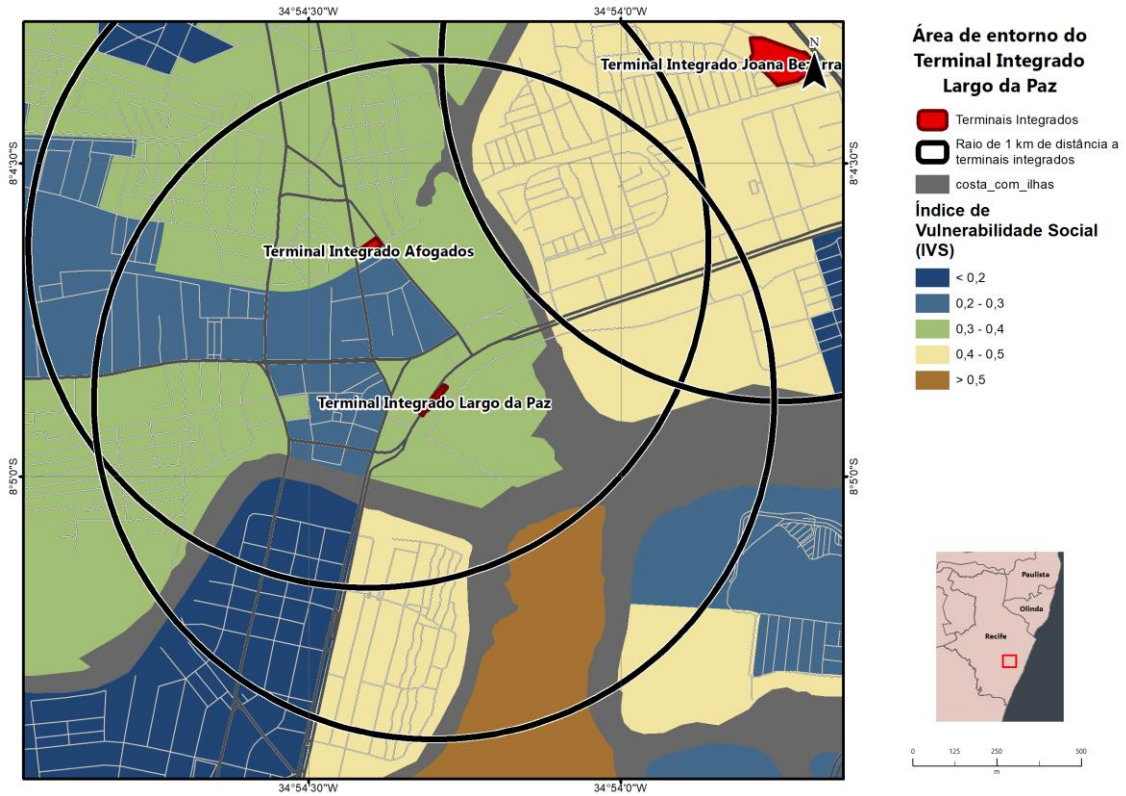 34°54'30"W
34°54'0"W
8°4'30"S
8°4'30"S
8°5'0"S
8°5'0"S
34°54'30"W
34°54'0"W
N
Terminal Integrado Joana Bezerra
Terminal Integrado Afogados
Terminal Integrado Largo da Paz
Área de entorno do
Terminal Integrado
Largo da Paz
Terminais Integrados
Raio de 1 km de distância a
terminais integrados
costa_com_ilhas
Índice de
Vulnerabilidade Social
(IVS)
< 0,2
0,2 - 0,3
0,3 - 0,4
0,4 - 0,5
> 0,5
Paulista
Olinda
Recife
0 125 250 500
m